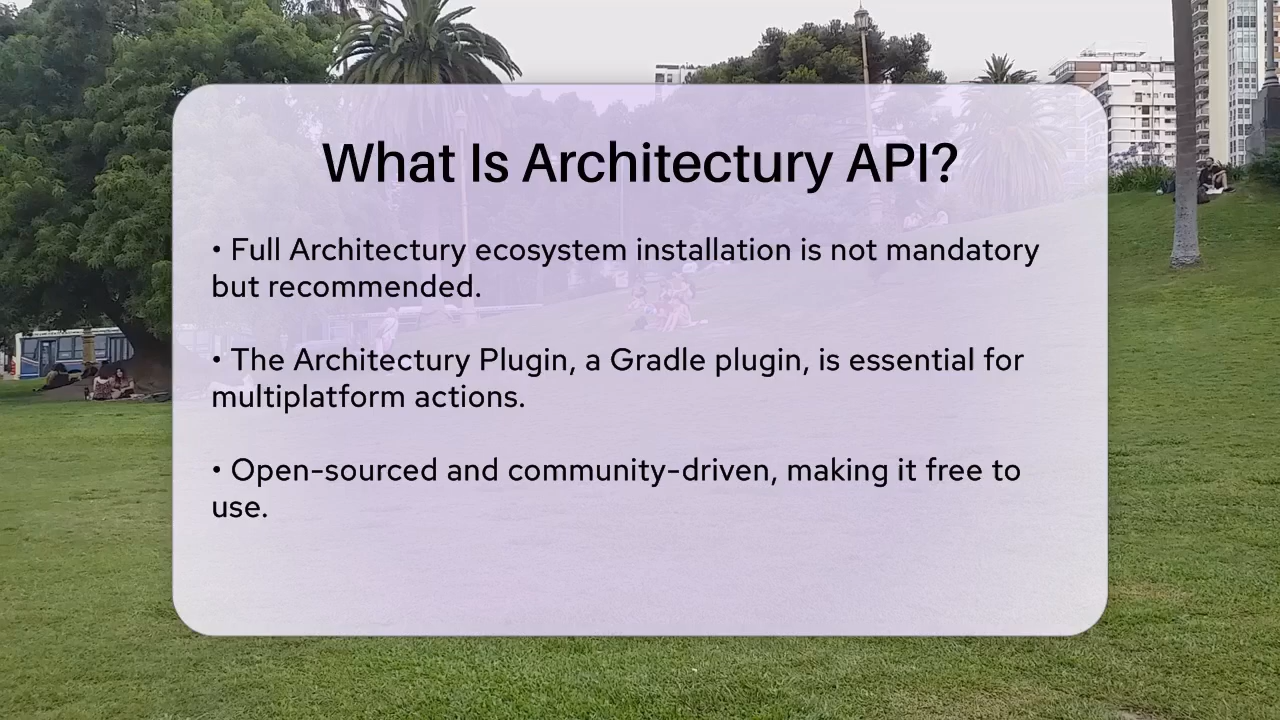 What Is Architectury API?
• Full Architectury ecosystem installation is not mandatory
but recommended.
• The Architectury Plugin, a Gradle plugin, is essential for
multiplatform actions.
• Open-sourced and community-driven, making it free to
use.